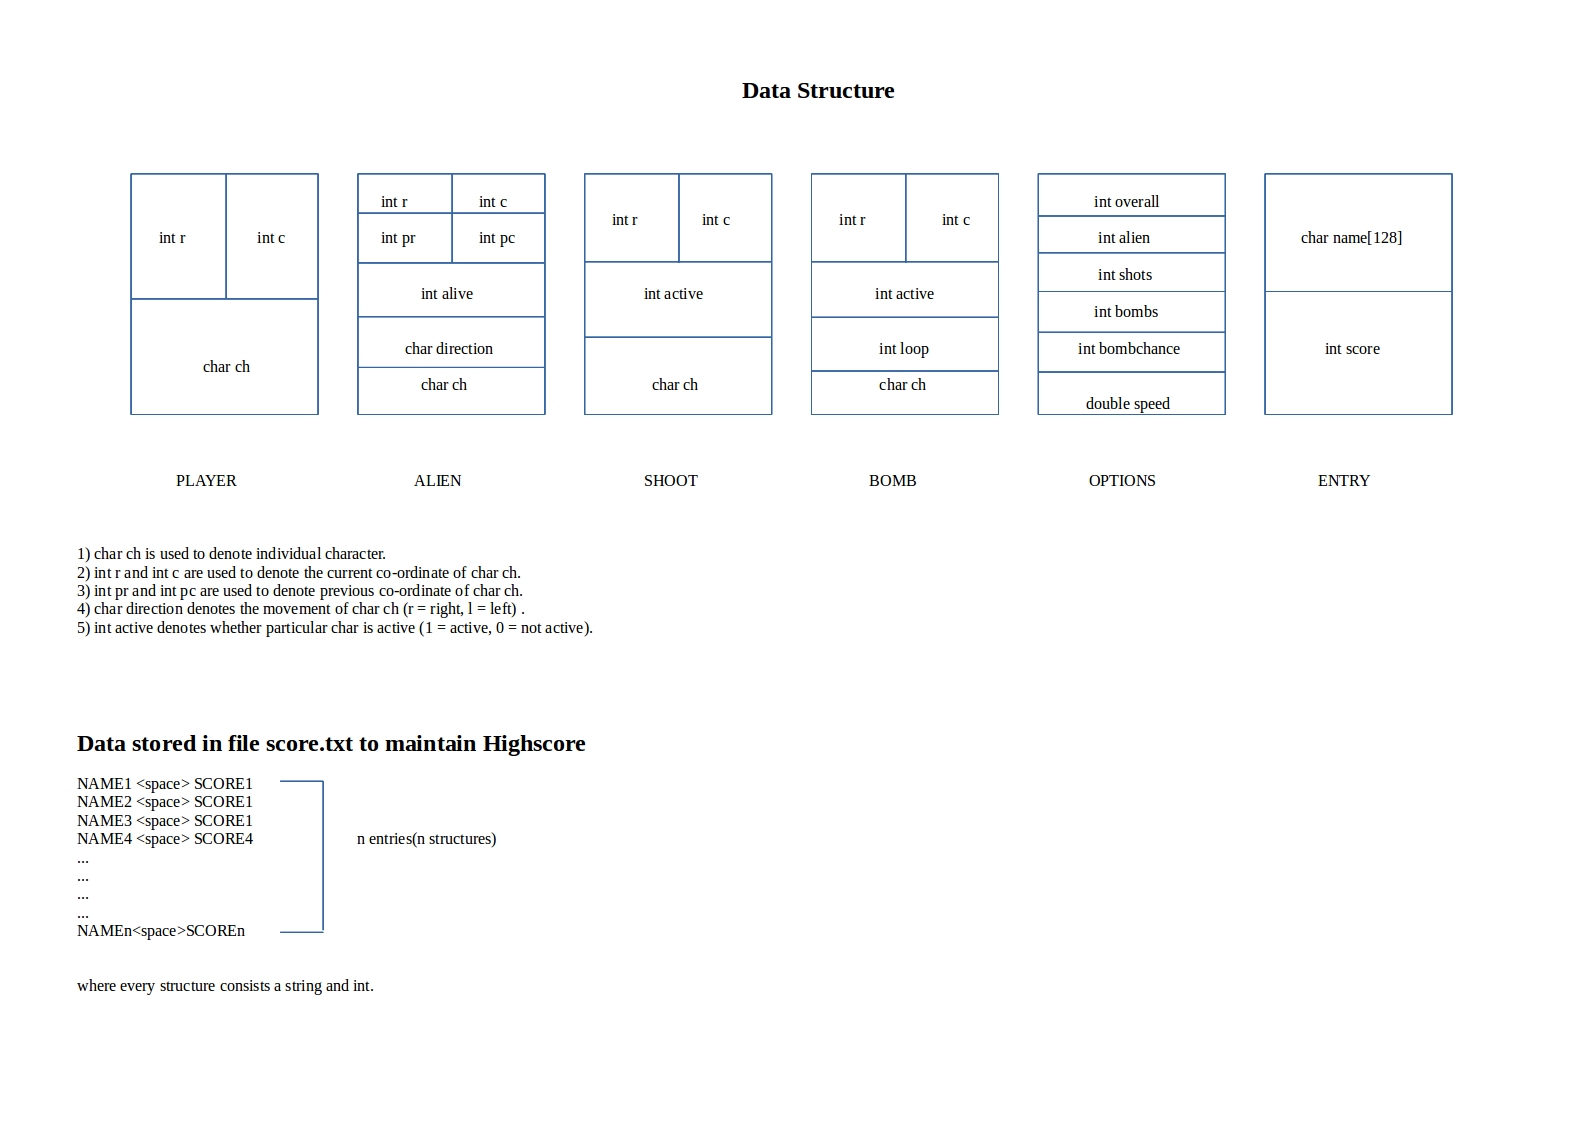 Data Structure
int r
int c
char ch
int r
int c
int pr
int pc
int alive
char direction
char ch
int r
int c
int active
char ch
int r
int c
int active
int loop
char ch
int overall
int alien
int shots
int bombs
int bombchance
double speed
char name[128]
int score
PLAYER
ALIEN
SHOOT
BOMB
OPTIONS
ENTRY
1) char ch is used to denote individual character.
2) int r and int c are used to denote the current co-ordinate of char ch.
3) int pr and int pc are used to denote previous co-ordinate of char ch.
4) char direction denotes the movement of char ch (r = right, l = left) .
5) int active denotes whether particular char is active (1 = active, 0 = not active).
Data stored in file score.txt to maintain Highscore
NAME1 <space> SCORE1
NAME2 <space> SCORE1
NAME3 <space> SCORE1
NAME4 <space> SCORE4
...
...
...
...
NAMEn<space>SCOREn
n entries(n structures)
where every structure consists a string and int.